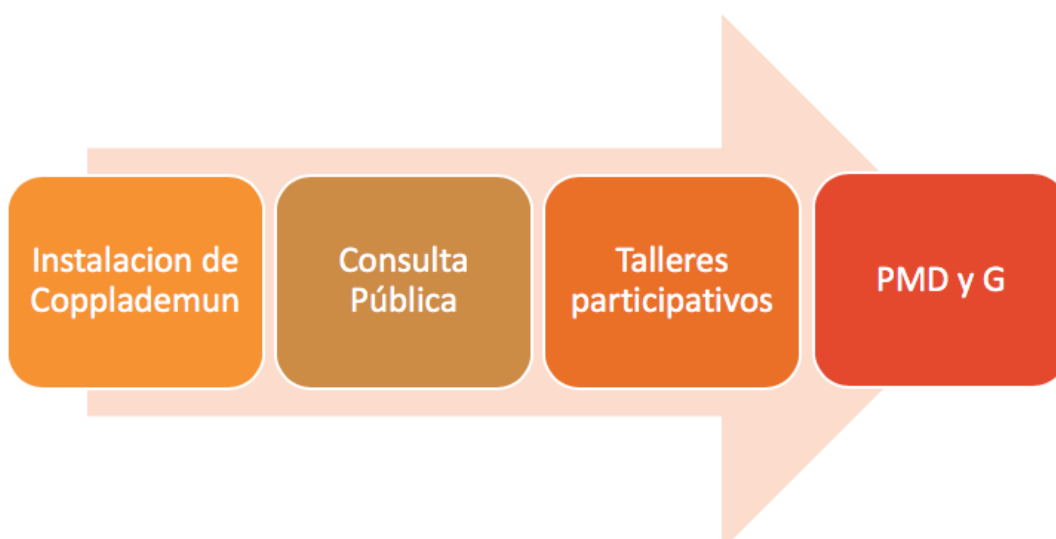 Instalacion de
Copplademun
Consulta
Pública
Talleres
participativos
PMD y G